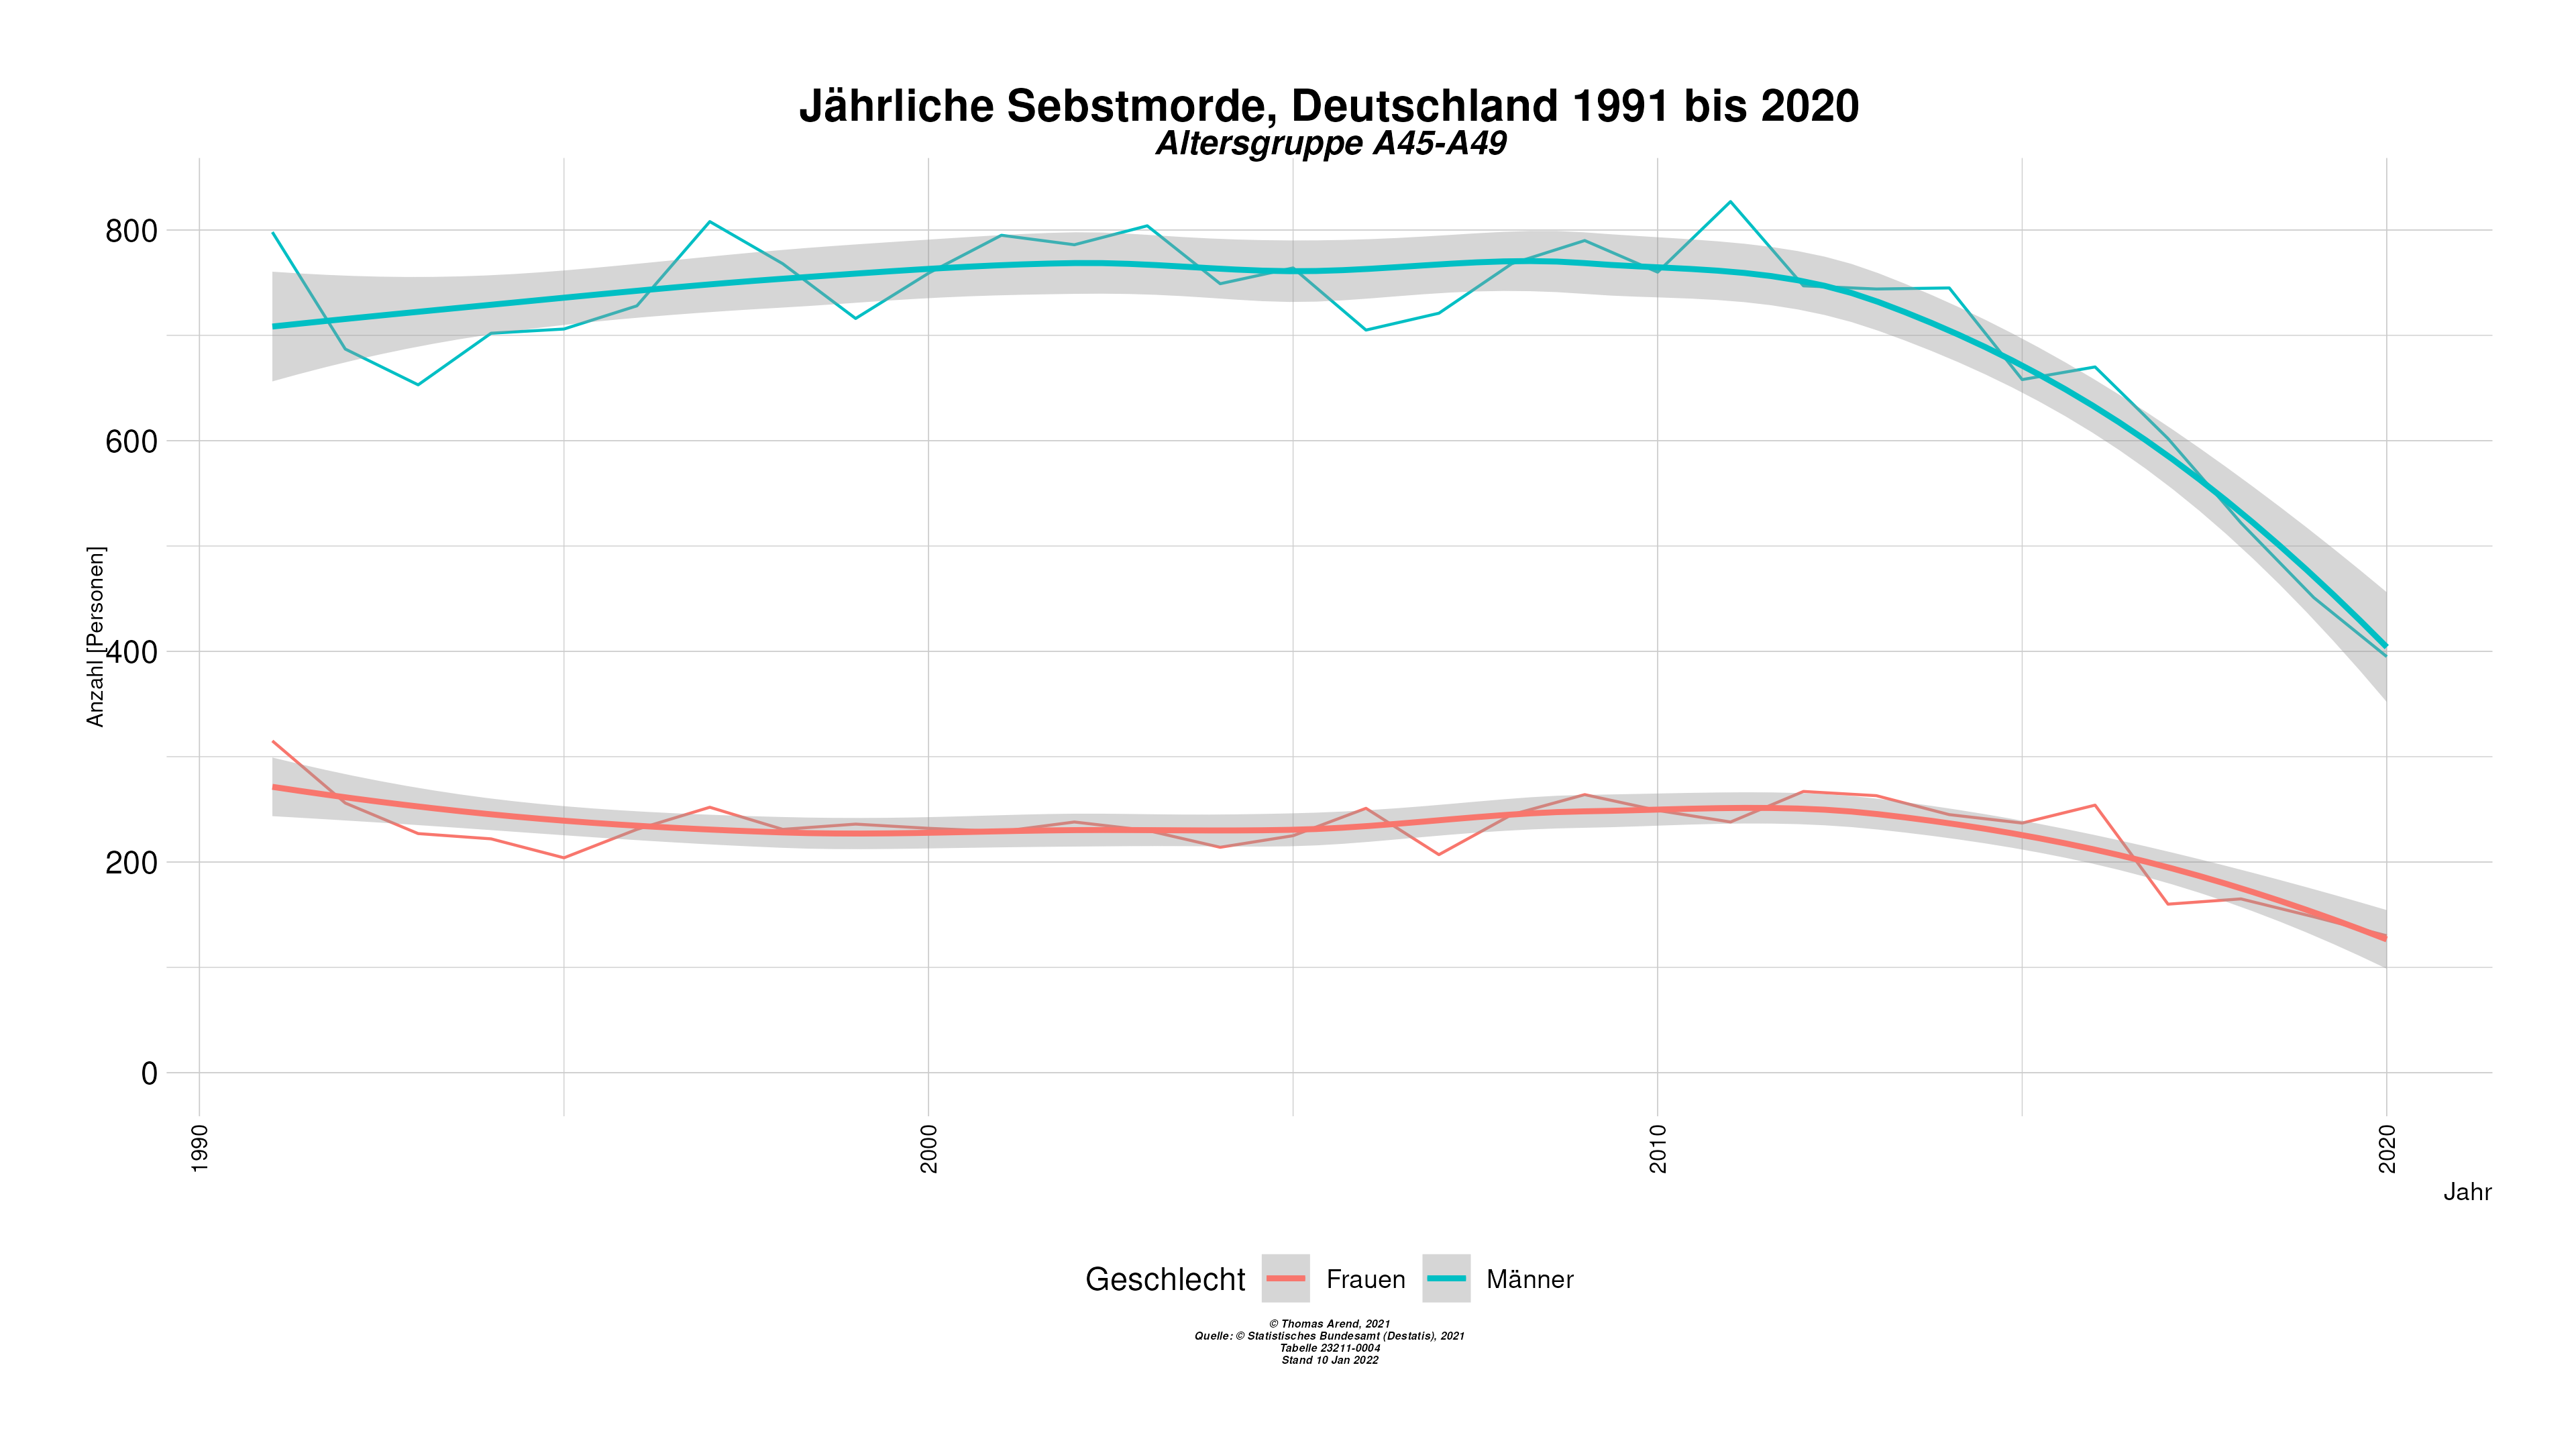 Jährliche Sebstmorde, Deutschland 1991 bis 2020
Altersgruppe A45-A49
Anzahl [Personen]
800
600
400
200
0
1990
2000
2010
2020
Jahr
Geschlecht Frauen Männer
© Thomas Arend, 2021
Quelle: © Statistisches Bundesamt (Destatis), 2021
Tabelle 23211-0004
Stand 10 Jan 2022